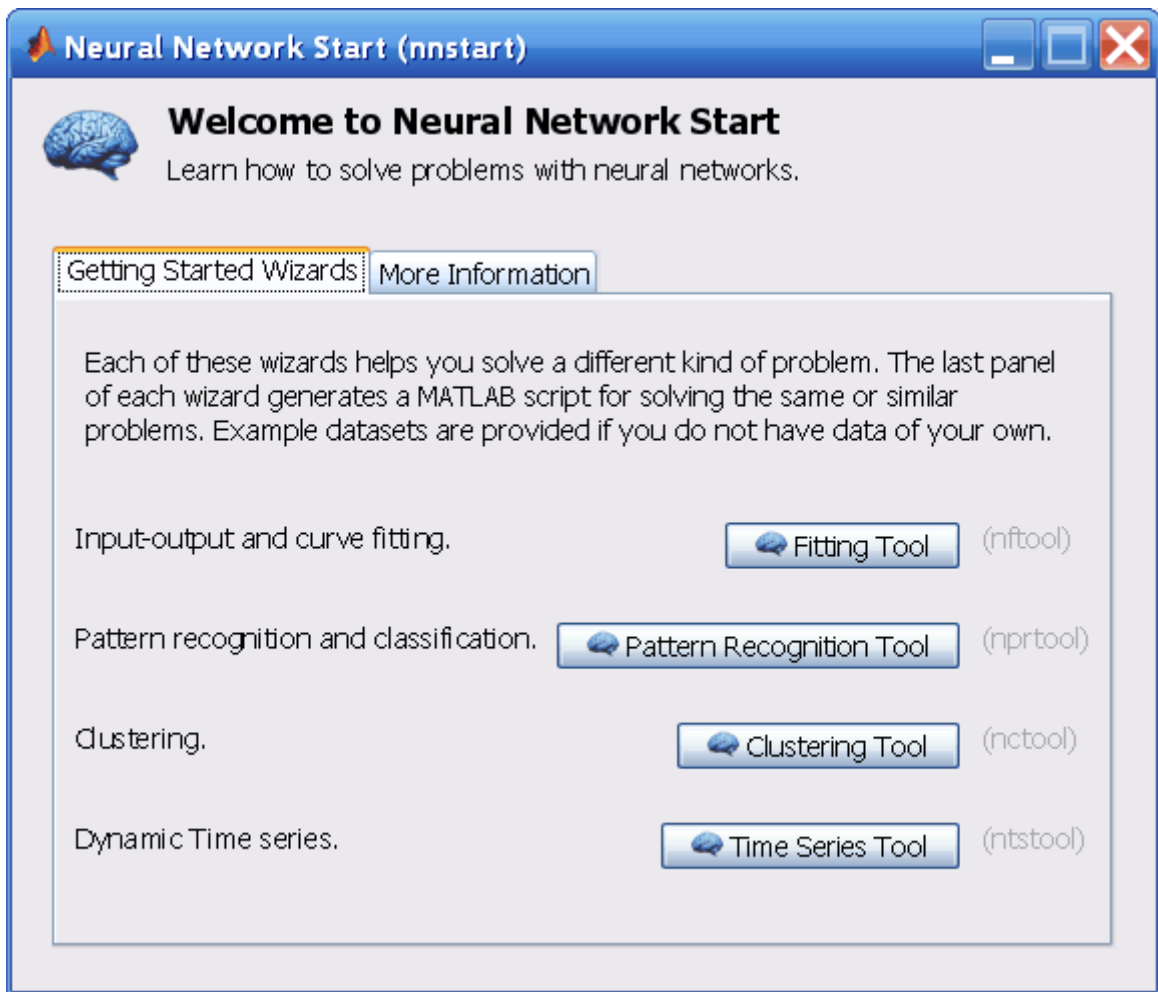 Neural Network Start (nnstart)
Welcome to Neural Network Start
Learn how to solve problems with neural networks.
Getting Started Wizards
More Information
Each of these wizards helps you solve a different kind of problem. The last panel
of each wizard generates a MATLAB script for solving the same or similar
problems. Example datasets are provided if you do not have data of your own.
Input-output and curve fitting.
Fitting Tool
(nftool)
Pattern recognition and classification.
Pattern Recognition Tool
(nprtool)
Clustering.
Clustering Tool
(nctool)
Dynamic Time series.
Time Series Tool
(ntstool)